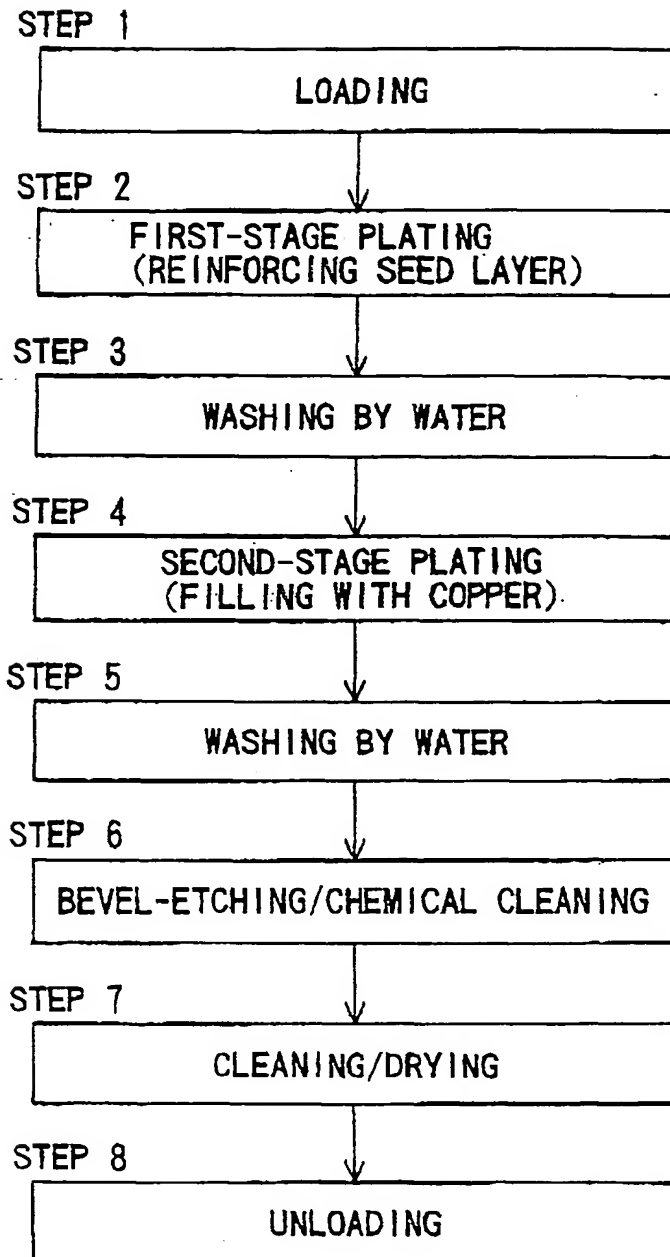 STEP 1
LOADING
STEP 2
FIRST-STAGE PLATING
(REINFORCING SEED LAYER)
STEP 3
WASHING BY WATER
STEP 4
SECOND-STAGE PLATING
(FILLING WITH COPPER)
STEP 5
WASHING BY WATER
STEP 6
BEVEL-ETCHING/CHEMICAL CLEANING
STEP 7
CLEANING/DRYING
STEP 8
UNLOADING